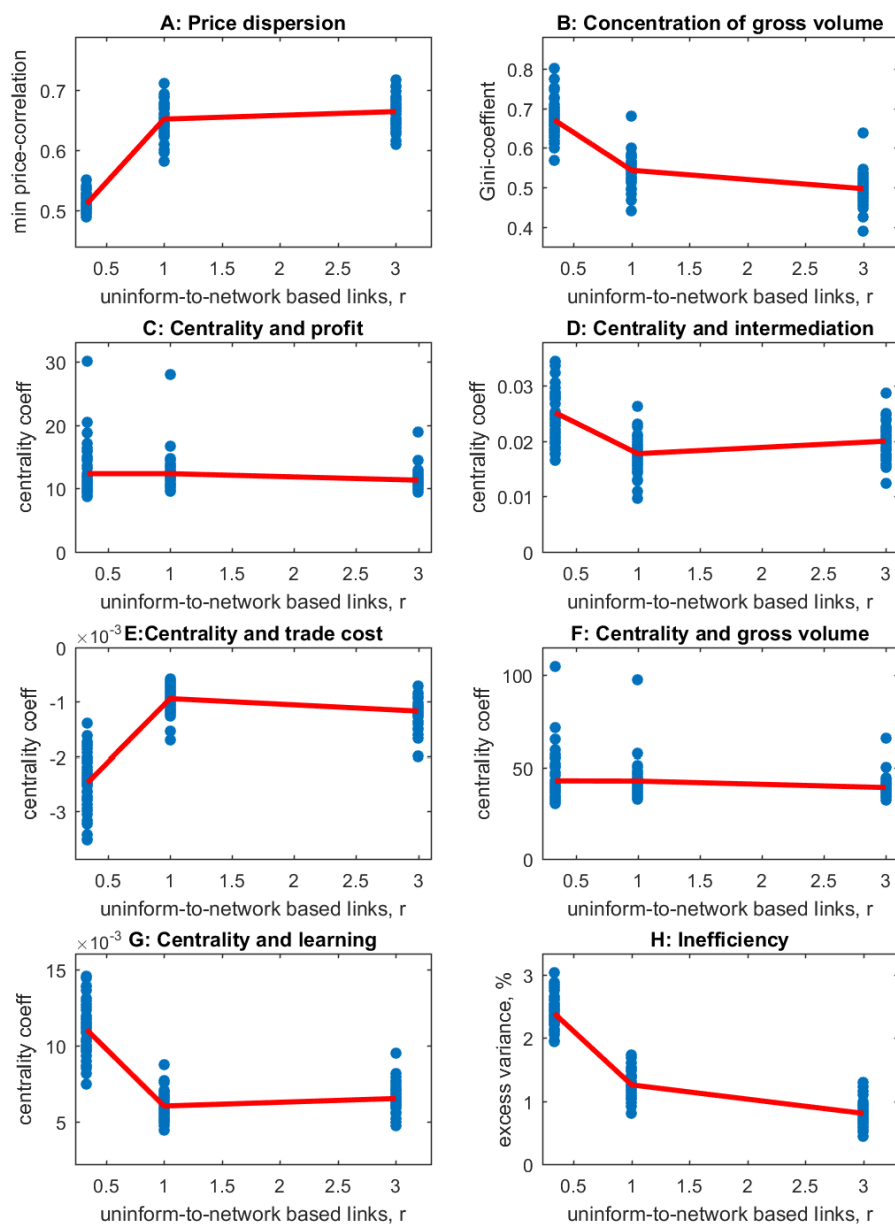 A: Price dispersion
min price-correlation
0.7
0.6
0.5
0.5 1 1.5 2 2.5 3
uninform-to-network based links, r
B: Concentration of gross volume
Gini-coeffient
0.8
0.7
0.6
0.5
0.4
0.5 1 1.5 2 2.5 3
uninform-to-network based links, r
C: Centrality and profit
centrality coeff
30
20
10
0
0.5 1 1.5 2 2.5 3
uninform-to-network based links, r
D: Centrality and intermediation
centrality coeff
0.03
0.02
0.01
0
0.5 1 1.5 2 2.5 3
uninform-to-network based links, r
×10⁻³ E:Centrality and trade cost
centrality coeff
0
-1
-2
-3
0.5 1 1.5 2 2.5 3
uninform-to-network based links, r
F: Centrality and gross volume
centrality coeff
100
50
0
0.5 1 1.5 2 2.5 3
uninform-to-network based links, r
×10⁻³ G: Centrality and learning
centrality coeff
15
10
5
0.5 1 1.5 2 2.5 3
uninform-to-network based links, r
H: Inefficiency
excess variance, %
3
2
1
0
0.5 1 1.5 2 2.5 3
uninform-to-network based links, r